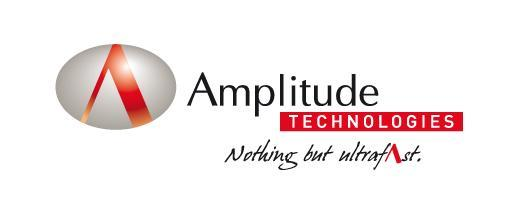 Amplitude
TECHNOLOGIES
Nothing but ultrafast.